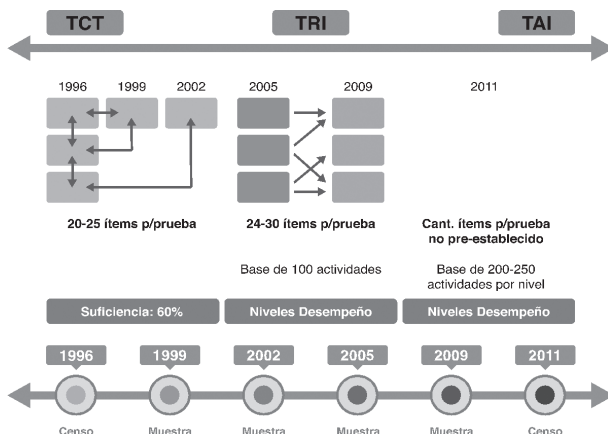 TCT TRI TAI
1996 1999 2002 2005 2009 2011
20-25 ítems p/prueba 24-30 ítems p/prueba Cant. ítems p/prueba
no pre-establecido
Base de 100 actividades Base de 200-250
actividades por nivel
Suficiencia: 60% Niveles Desempeño Niveles Desempeño
1996 1999 2002 2005 2009 2011
Censo Muestra Muestra Muestra Muestra Censo